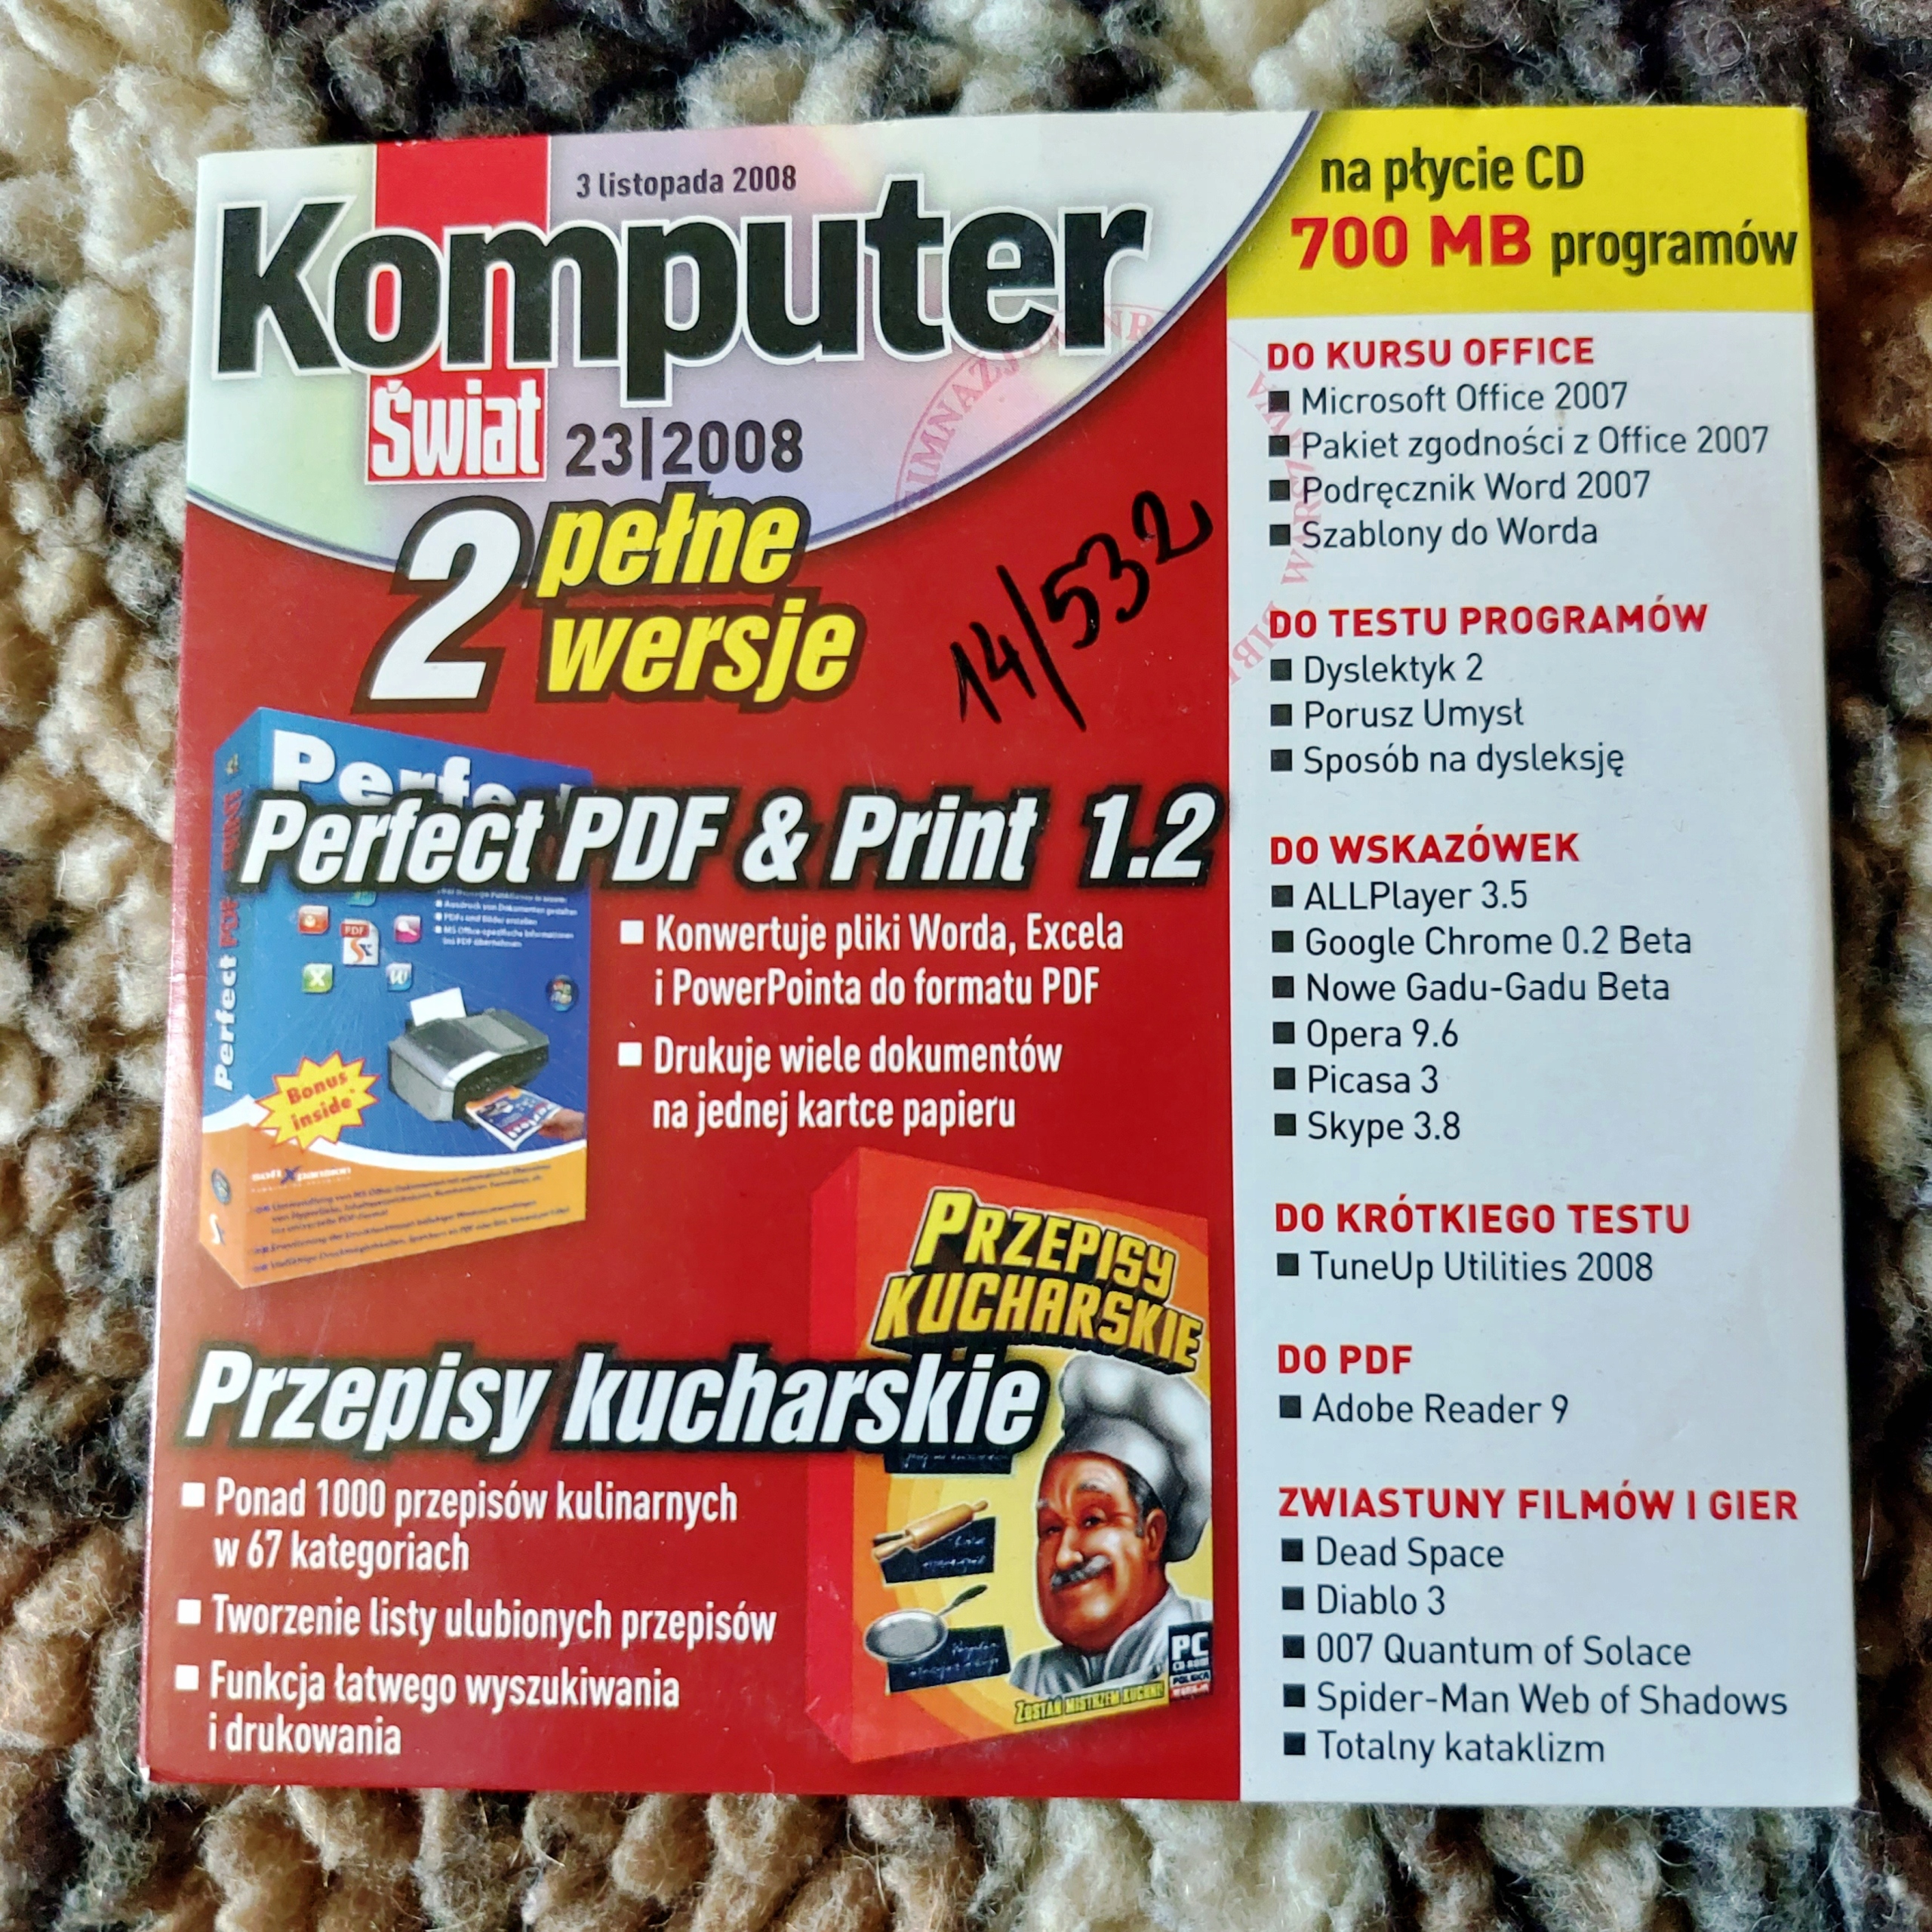 3 listopada 2008
Komputer
Świat
23|2008
2 pełne
wersje
14/532
Perfect PDF & Print 1.2
Konwertuje pliki Worda, Excela
i PowerPointa do formatu PDF
Drukuje wiele dokumentów
na jednej kartce papieru
Perfect PDF
Bonus
inside
PRZEPISY
KUCHARSKIE
Przepisy kucharskie
Ponad 1000 przepisów kulinarnych
w 67 kategoriach
Tworzenie listy ulubionych przepisów
Funkcja łatwego wyszukiwania
i drukowania
PC
ZOSTAŃ MISTRZEM KUCHNI!
na płycie CD
700 MB programów
DO KURSU OFFICE
Microsoft Office 2007
Pakiet zgodności z Office 2007
Podręcznik Word 2007
Szablony do Worda
DO TESTU PROGRAMÓW
Dyslektyk 2
Porusz Umysł
Sposób na dysleksję
DO WSKAZÓWEK
ALLPlayer 3.5
Google Chrome 0.2 Beta
Nowe Gadu-Gadu Beta
Opera 9.6
Picasa 3
Skype 3.8
DO KRÓTKIEGO TESTU
TuneUp Utilities 2008
DO PDF
Adobe Reader 9
ZWIASTUNY FILMÓW I GIER
Dead Space
Diablo 3
007 Quantum of Solace
Spider-Man Web of Shadows
Totalny kataklizm